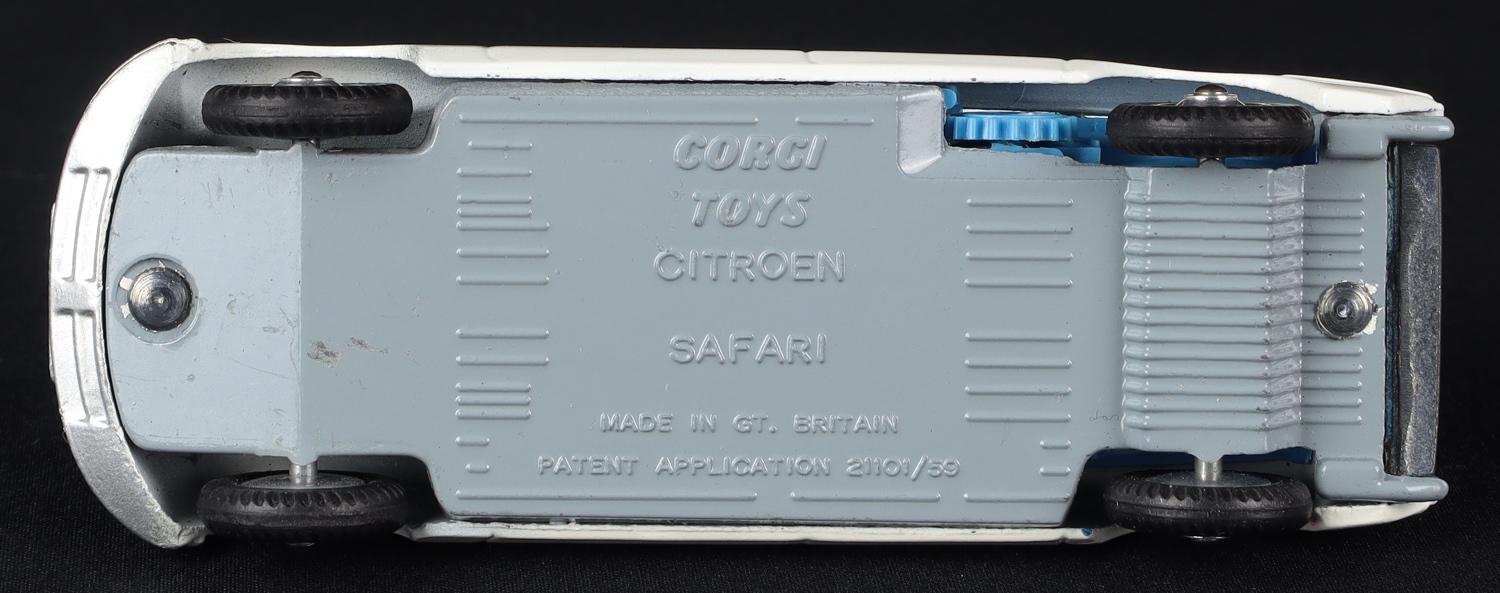 CORGI
TOYS
CITROEN
SAFARI
MADE IN GT. BRITAIN
PATENT APPLICATION 21101/59